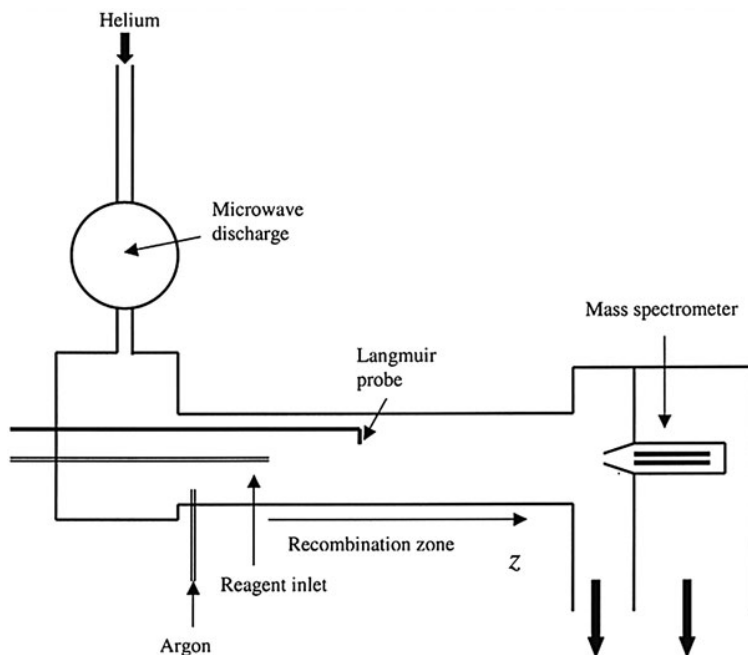 Helium
Microwave
discharge
Mass spectrometer
Langmuir
probe
Recombination zone
z
Reagent inlet
Argon